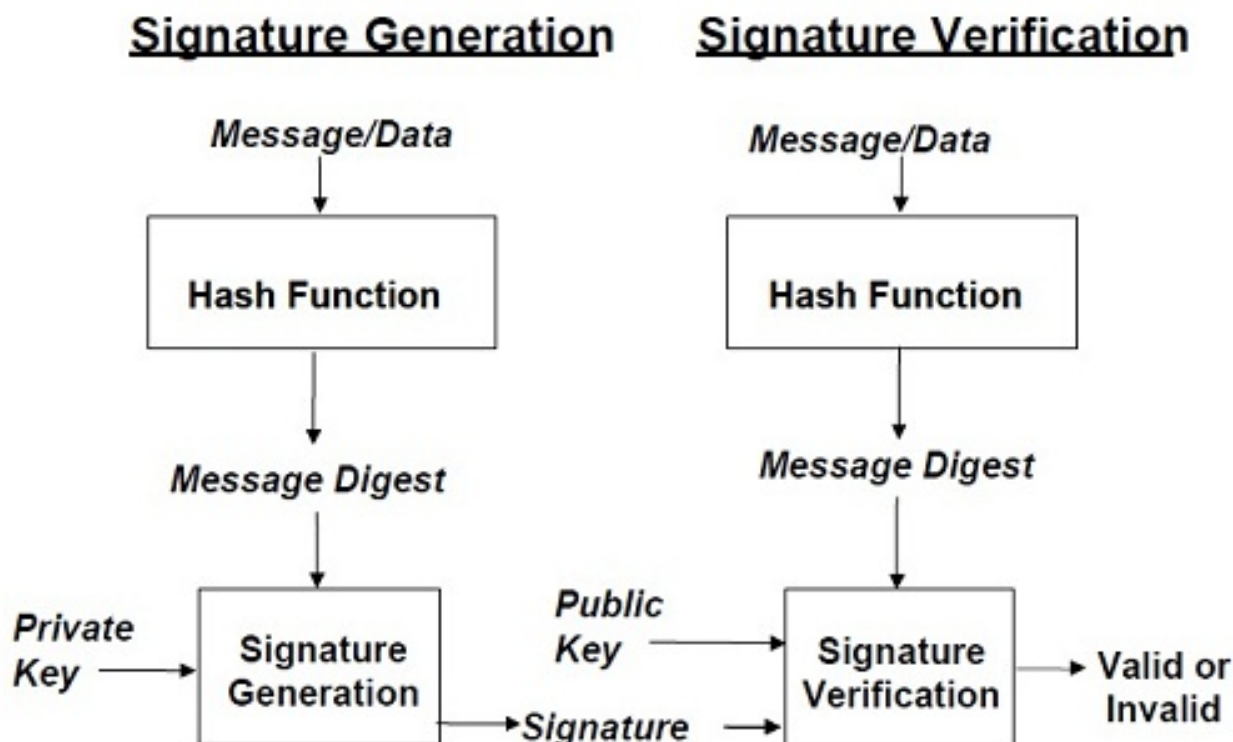 Signature Generation
Message/Data
Hash Function
Message Digest
Private
Key
Signature
Generation
Signature Verification
Message/Data
Hash Function
Message Digest
Public
Key
Signature
Signature
Verification
Valid or
Invalid